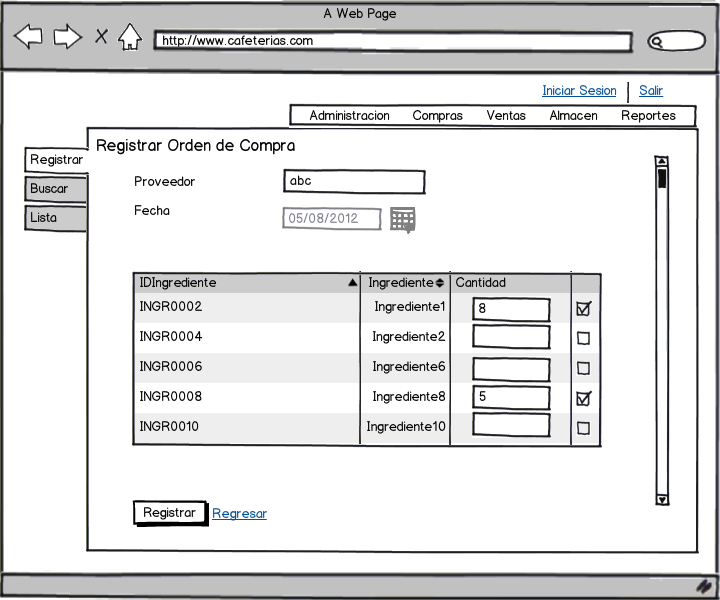 A Web Page
http://www.cafeterias.com
Iniciar Sesion Salir
Administracion Compras Ventas Almacen Reportes
Registrar
Buscar
Lista
Registrar Orden de Compra
Proveedor abc
Fecha 05/08/2012
IDIngrediente Ingrediente Cantidad
INGR0002 Ingrediente1 8
INGR0004 Ingrediente2
INGR0006 Ingrediente6
INGR0008 Ingrediente8 5
INGR0010 Ingrediente10
Registrar Regresar